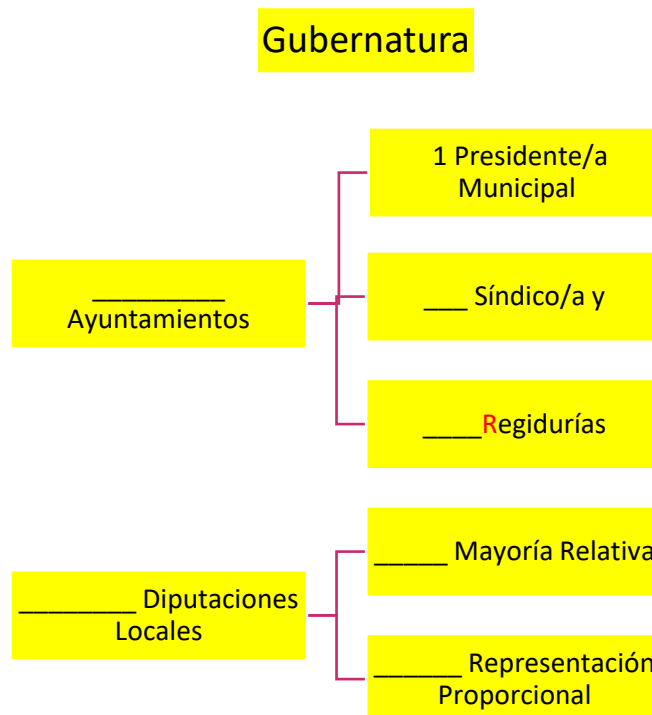 Gubernatura
1 Presidente/a
Municipal
_________
Ayuntamientos
___ Síndico/a y
____Regidurías
________ Diputaciones
Locales
_____ Mayoría Relativa
______ Representación
Proporcional